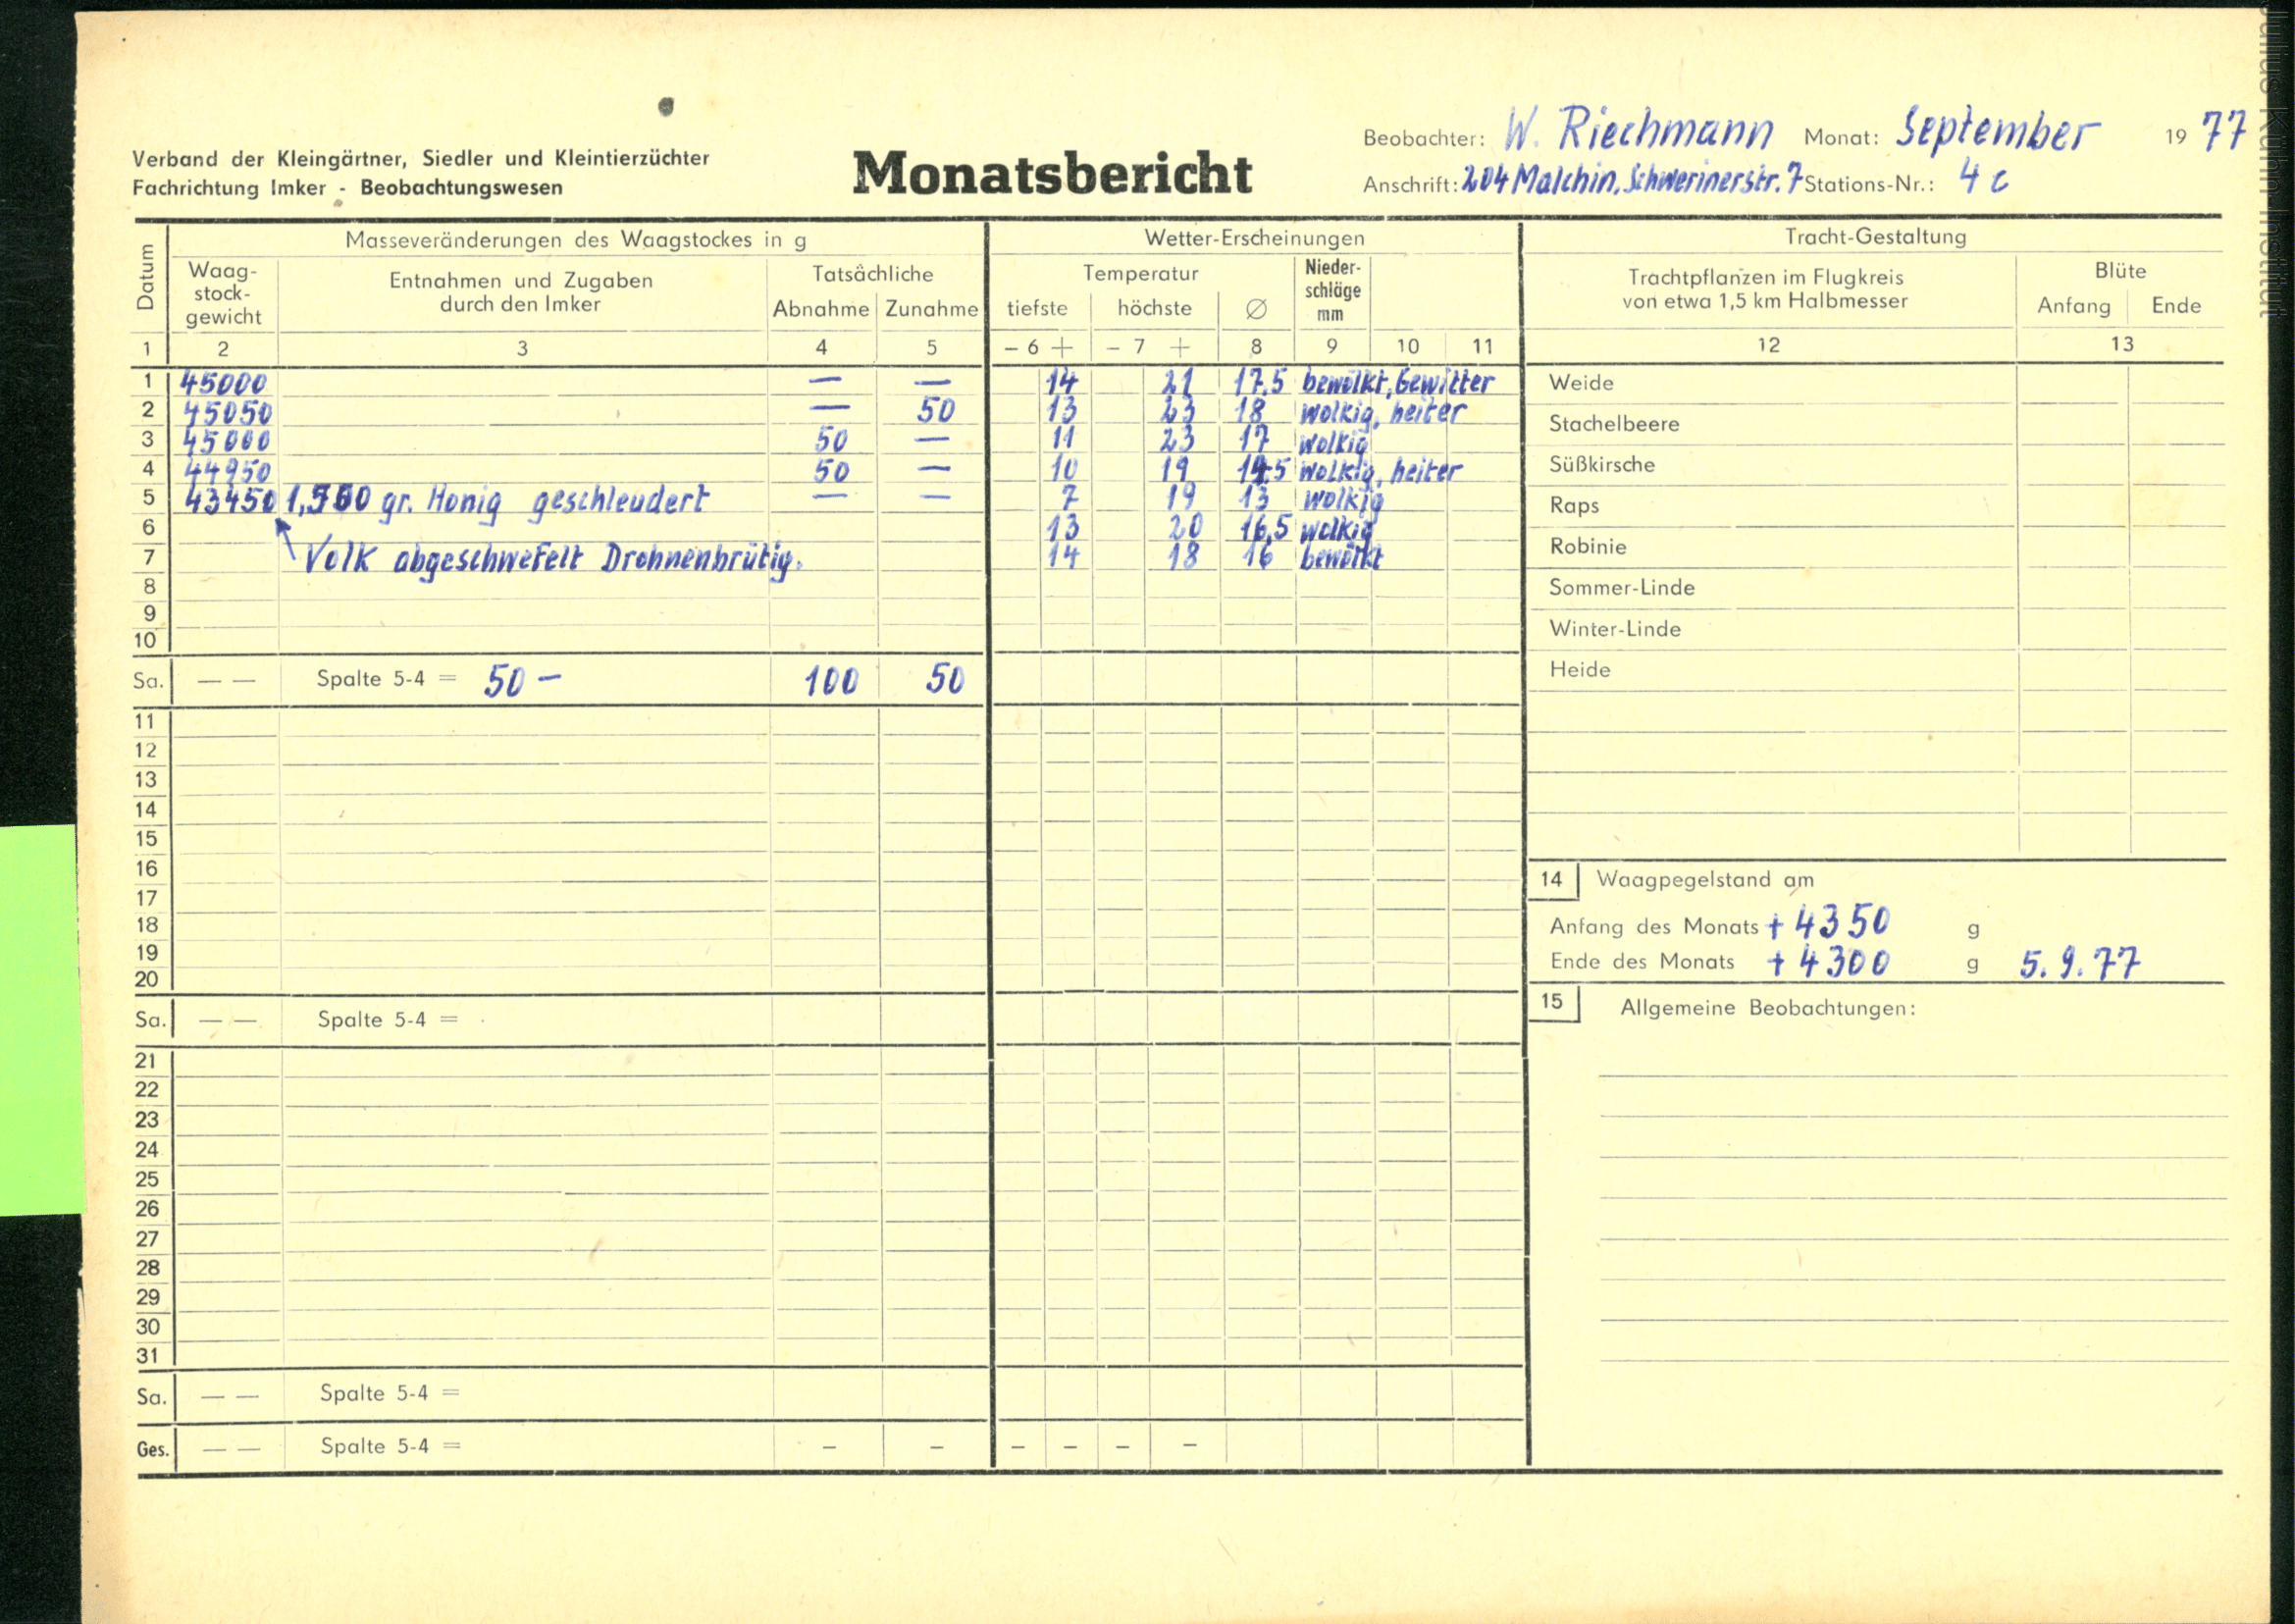 Verband der Kleingärtner, Siedler und Kleintierzüchter
Fachrichtung Imker - Beobachtungswesen
Monatsbericht
Beobachter: W. Riechmann Monat: September 1977
Anschrift: 204 Malchin, Schwerinerstr. 7 Stations-Nr.: 4 c
Datum
Masseveränderungen des Waagstockes in g
Waag-
stock-
gewicht
Entnahmen und Zugaben
durch den Imker
Tatsächliche
Abnahme Zunahme
Wetter-Erscheinungen
Temperatur
tiefste höchste ∅
Nieder-
schläge
mm
Tracht-Gestaltung
Trachtpflanzen im Flugkreis
von etwa 1,5 km Halbmesser
Blüte
Anfang Ende
1 2 3 4 5 - 6 + - 7 + 8 9 10 11 12 13
1 45000 — — 14 21 17,5 bewölkt, Gewitter
2 45050 — 50 13 23 18 wolkig, heiter
3 45000 50 — 11 23 17 wolkig
4 44950 50 — 10 19 14,5 wolkig, heiter
5 43450 1,500 gr. Honig geschleudert — — 7 19 13 wolkig
6 13 20 16,5 wolkig
7 Volk abgeschwefelt Drohnenbrütig. 14 18 16 bewölkt
8
9
10
Sa. — — Spalte 5-4 = 50 - 100 50
11
12
13
14
15
16
17
18
19
20
Sa. — — Spalte 5-4 =
21
22
23
24
25
26
27
28
29
30
31
Sa. — — Spalte 5-4 =
Ges. — — Spalte 5-4 = – – – – – –
Weide
Stachelbeere
Süßkirsche
Raps
Robinie
Sommer-Linde
Winter-Linde
Heide
14 Waagpegelstand am
Anfang des Monats + 4350 g
Ende des Monats + 4300 g 5.9.77
15 Allgemeine Beobachtungen:
Julius Kühn-Institut